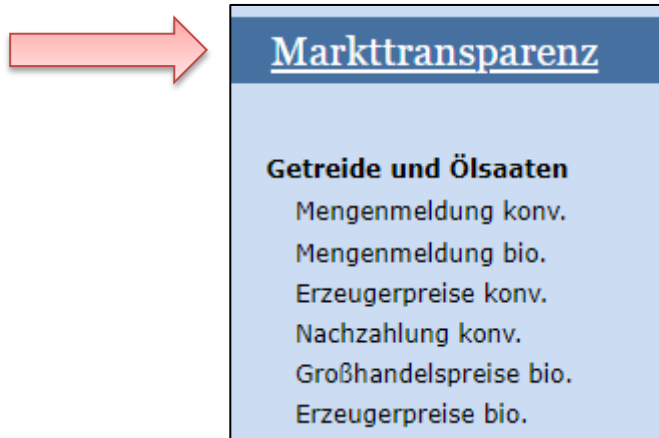 Markttransparenz
Getreide und Ölsaaten
Mengenmeldung konv.
Mengenmeldung bio.
Erzeugerpreise konv.
Nachzahlung konv.
Großhandelspreise bio.
Erzeugerpreise bio.